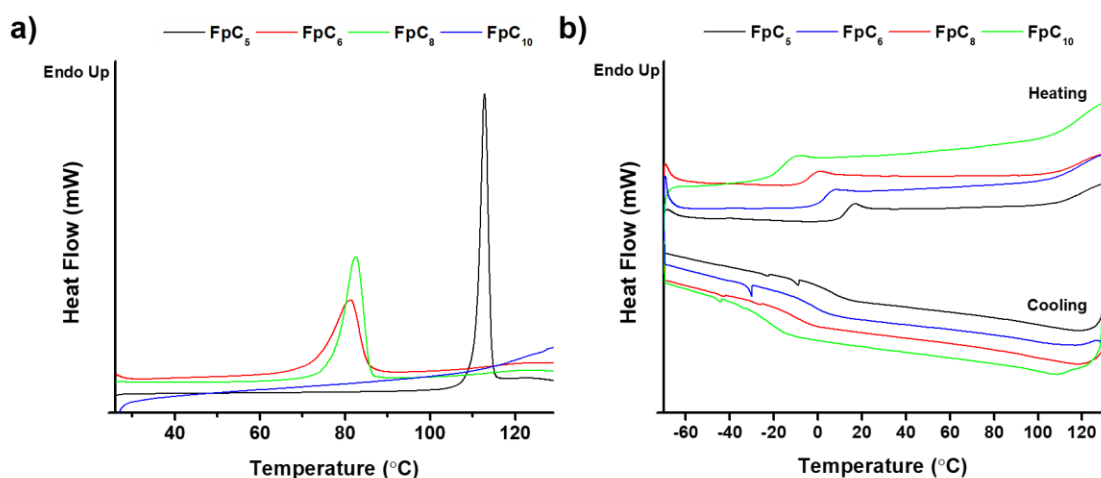 a)
FpC₅ FpC₆ FpC₈ FpC₁₀
Endo Up
Heat Flow (mW)
40 60 80 100 120
Temperature (°C)
b)
FpC₅ FpC₆ FpC₈ FpC₁₀
Endo Up
Heating
Heat Flow (mW)
Cooling
-60 -40 -20 0 20 40 60 80 100 120
Temperature (°C)